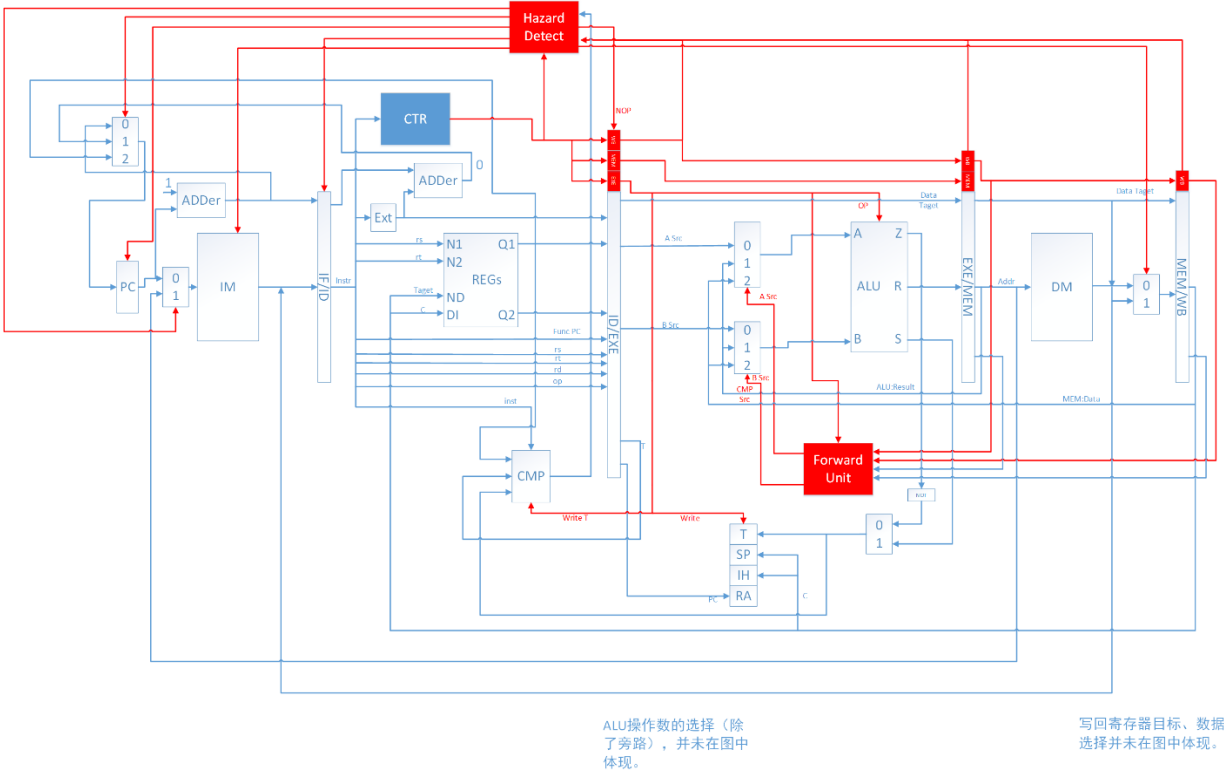 Hazard
Detect
CTR
NOP
WB
MEM
EXE
WB
MEM
WB
0
1
2
1
ADDer
ADDer
0
Ext
PC
0
1
IM
IF/ID
Instr
rs
rt
Taget
C
N1
N2
ND
DI
REGs
Q1
Q2
Func PC
rs
rt
rd
op
inst
ID/EXE
Data
Taget
A Src
B Src
0
1
2
0
1
2
A Src
B Src
CMP
Src
OP
A
B
ALU
Z
R
S
EXE/MEM
Addr
DM
Data Taget
0
1
MEM/WB
ALU:Result
MEM:Data
Forward
Unit
CMP
T
Write T
Write
T
SP
IH
RA
PC
C
0
1
ALU操作数的选择（除
了旁路），并未在图中
体现。
写回寄存器目标、数据
选择并未在图中体现。